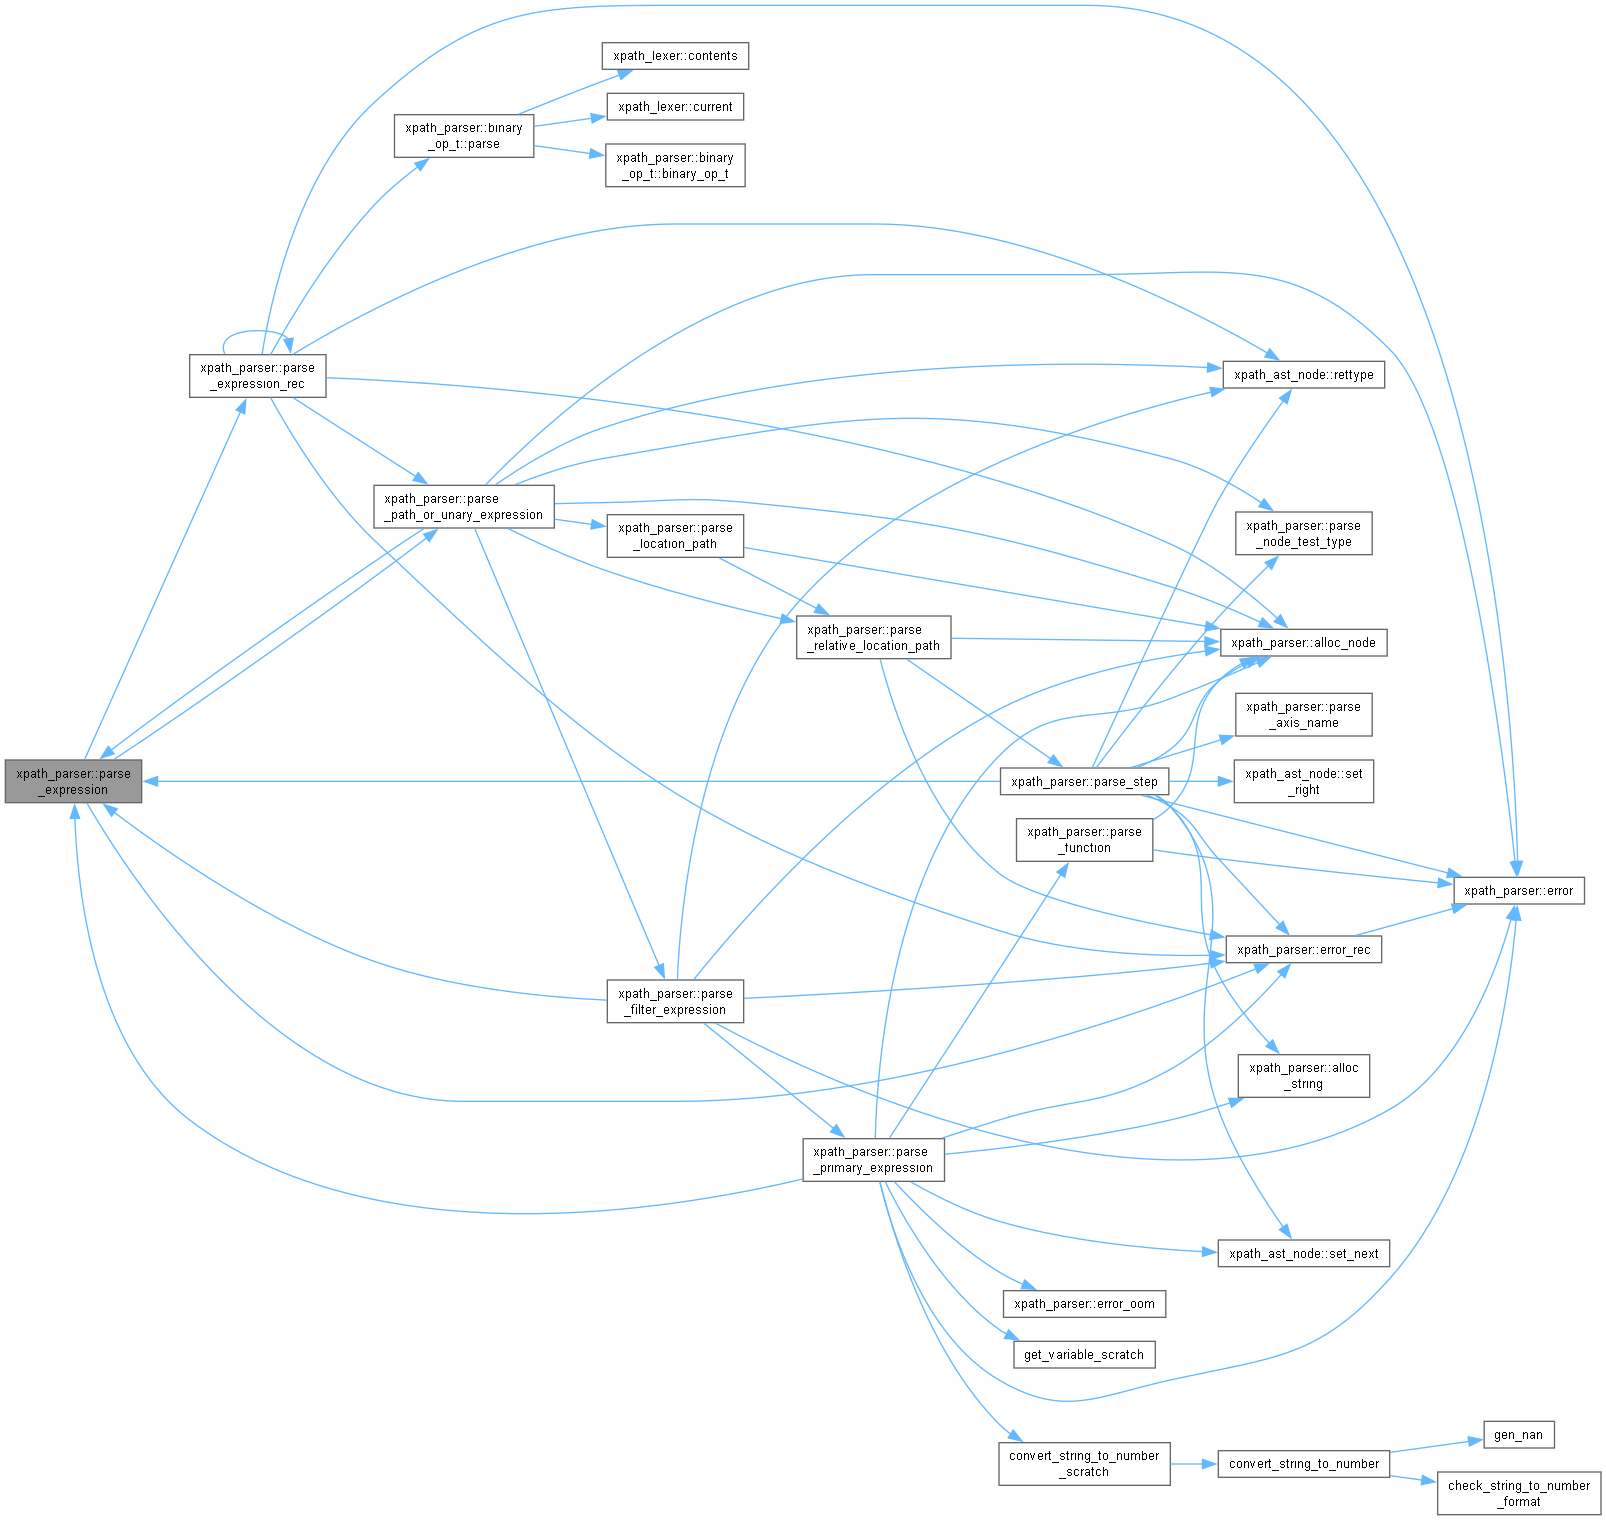 xpath_lexer::contents
xpath_lexer::current
xpath_parser::binary
_op_t::parse
xpath_parser::binary
_op_t::binary_op_t
xpath_parser::parse
_expression_rec
xpath_ast_node::rettype
xpath_parser::parse
_path_or_unary_expression
xpath_parser::parse
_location_path
xpath_parser::parse
_node_test_type
xpath_parser::parse
_relative_location_path
xpath_parser::alloc_node
xpath_parser::parse
_axis_name
xpath_parser::parse
_expression
xpath_parser::parse_step
xpath_ast_node::set
_right
xpath_parser::parse
_function
xpath_parser::error
xpath_parser::error_rec
xpath_parser::parse
_filter_expression
xpath_parser::alloc
_string
xpath_parser::parse
_primary_expression
xpath_ast_node::set_next
xpath_parser::error_oom
get_variable_scratch
convert_string_to_number
_scratch
convert_string_to_number
gen_nan
check_string_to_number
_format